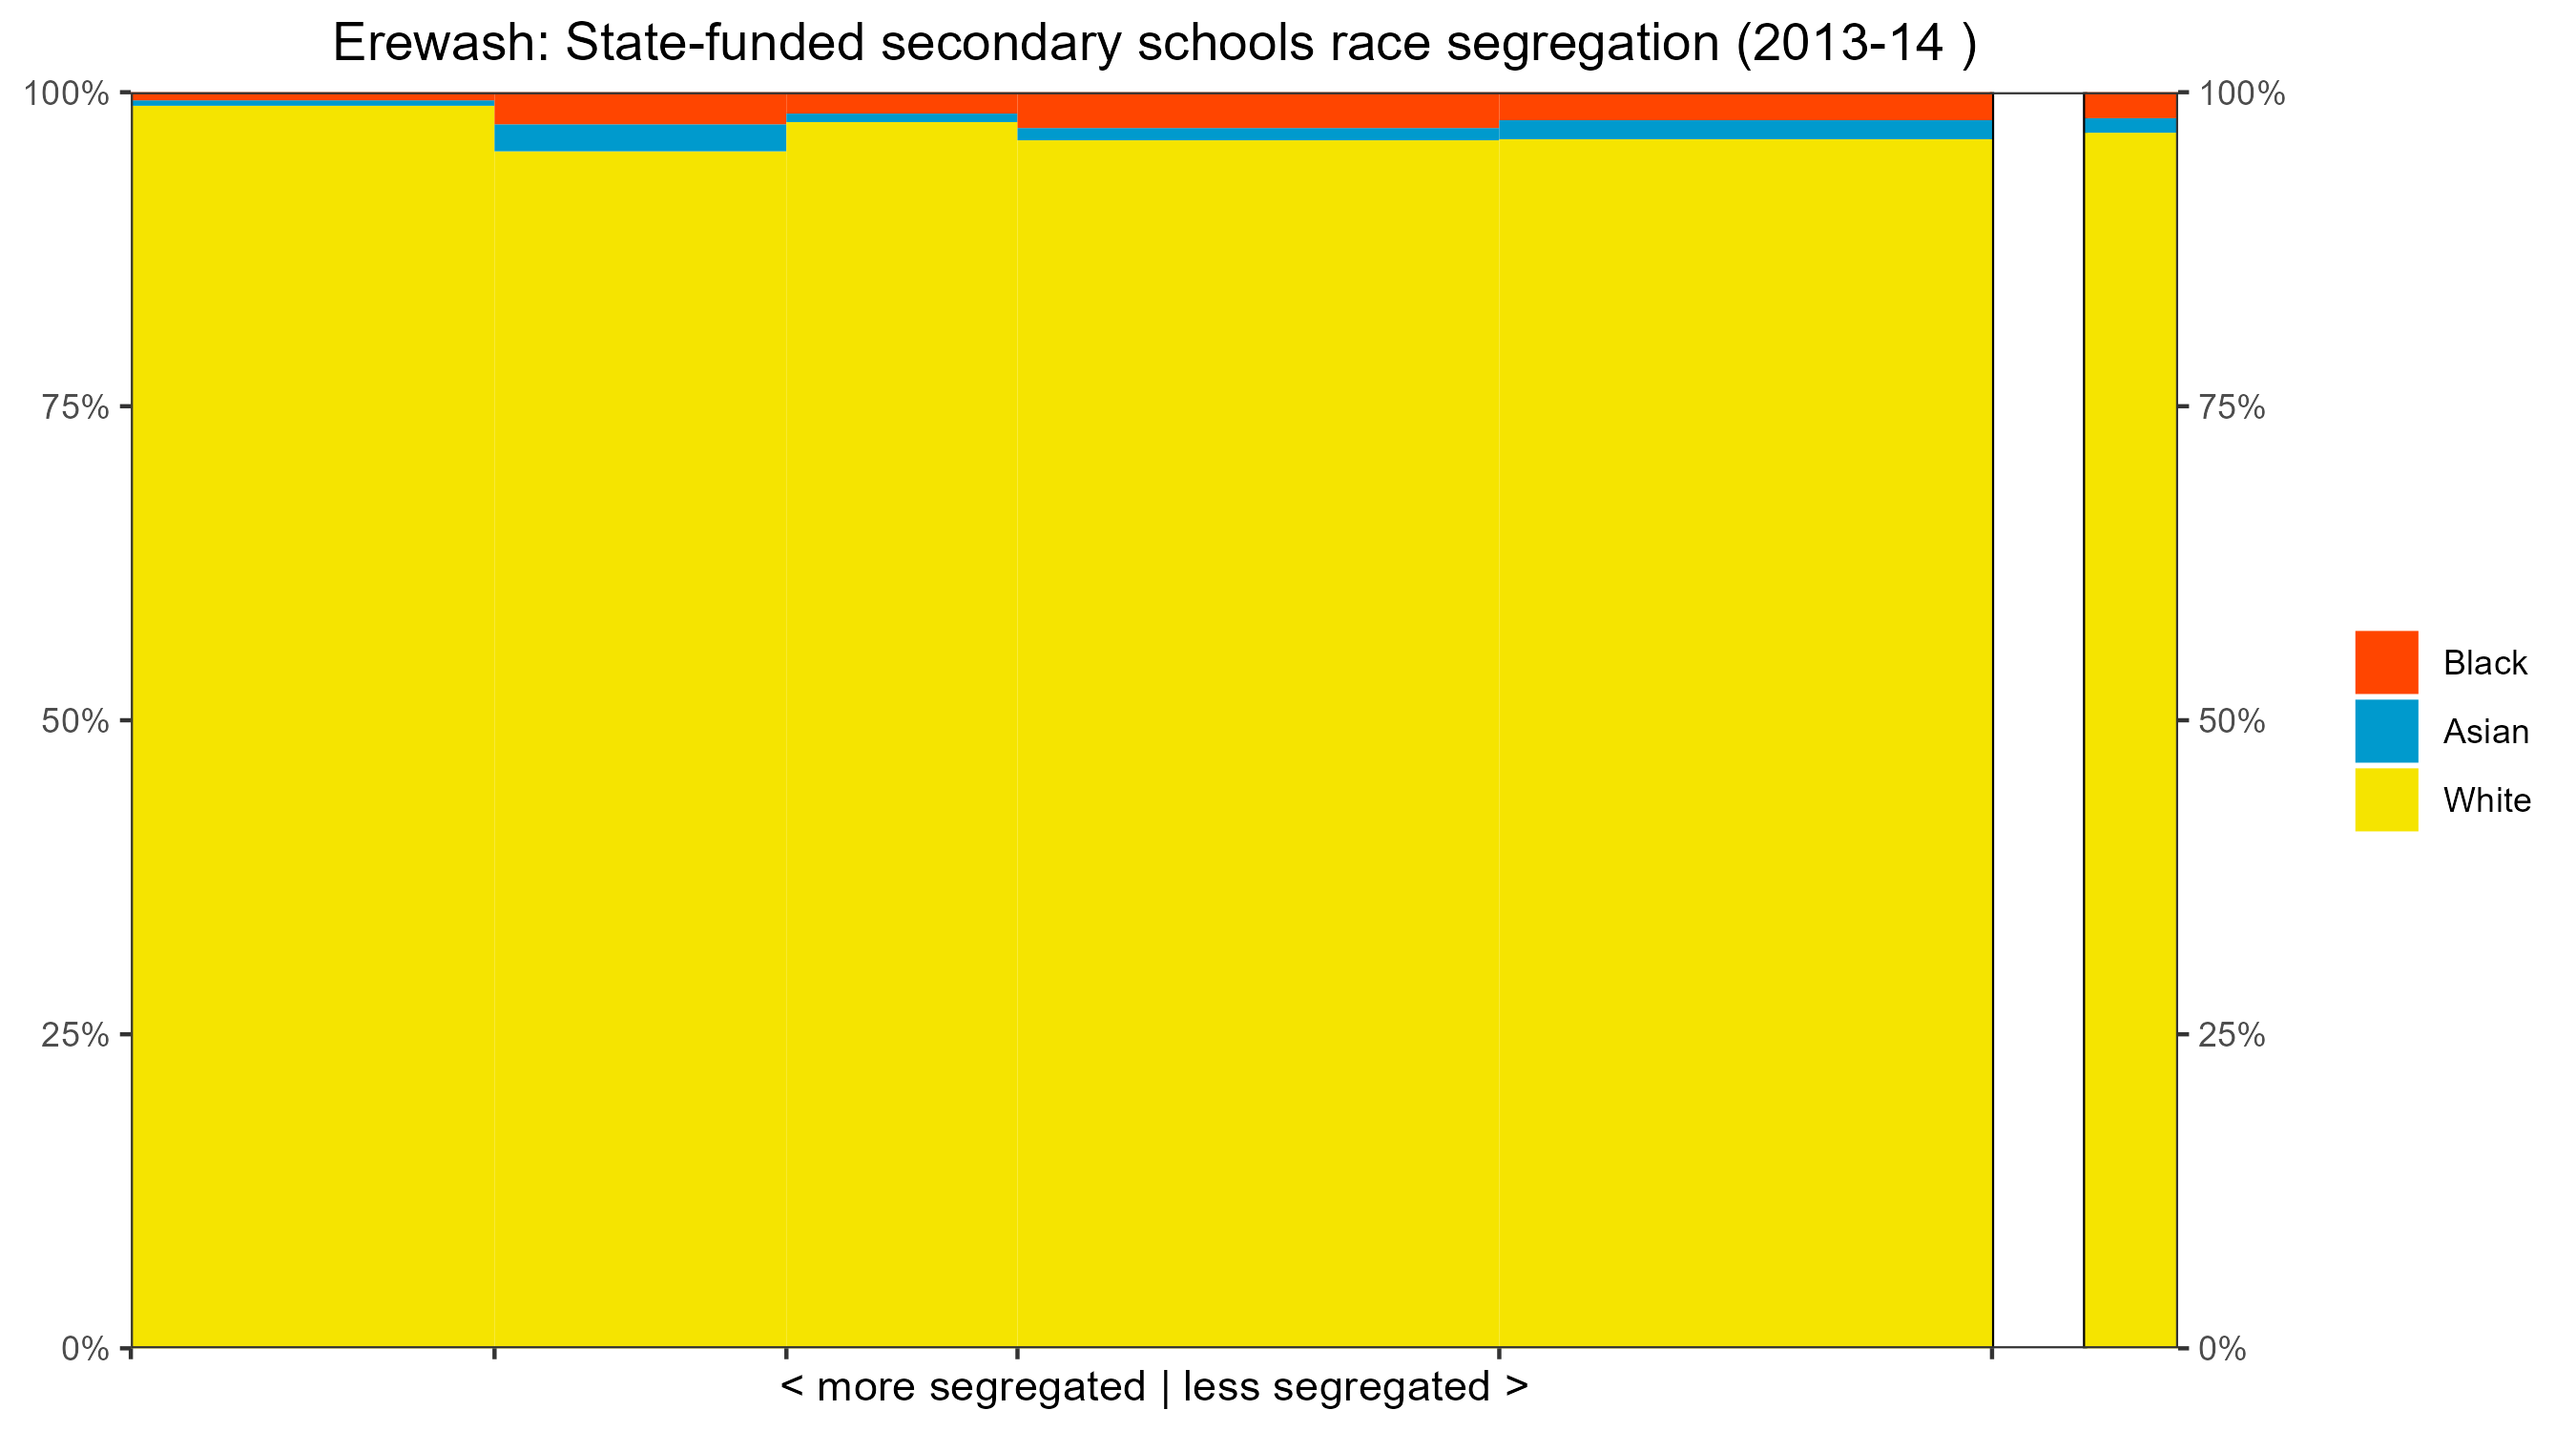 Erewash: State-funded secondary schools race segregation (2013-14 )
100%
75%
50%
25%
0%
100%
75%
50%
25%
0%
Black
Asian
White
< more segregated | less segregated >